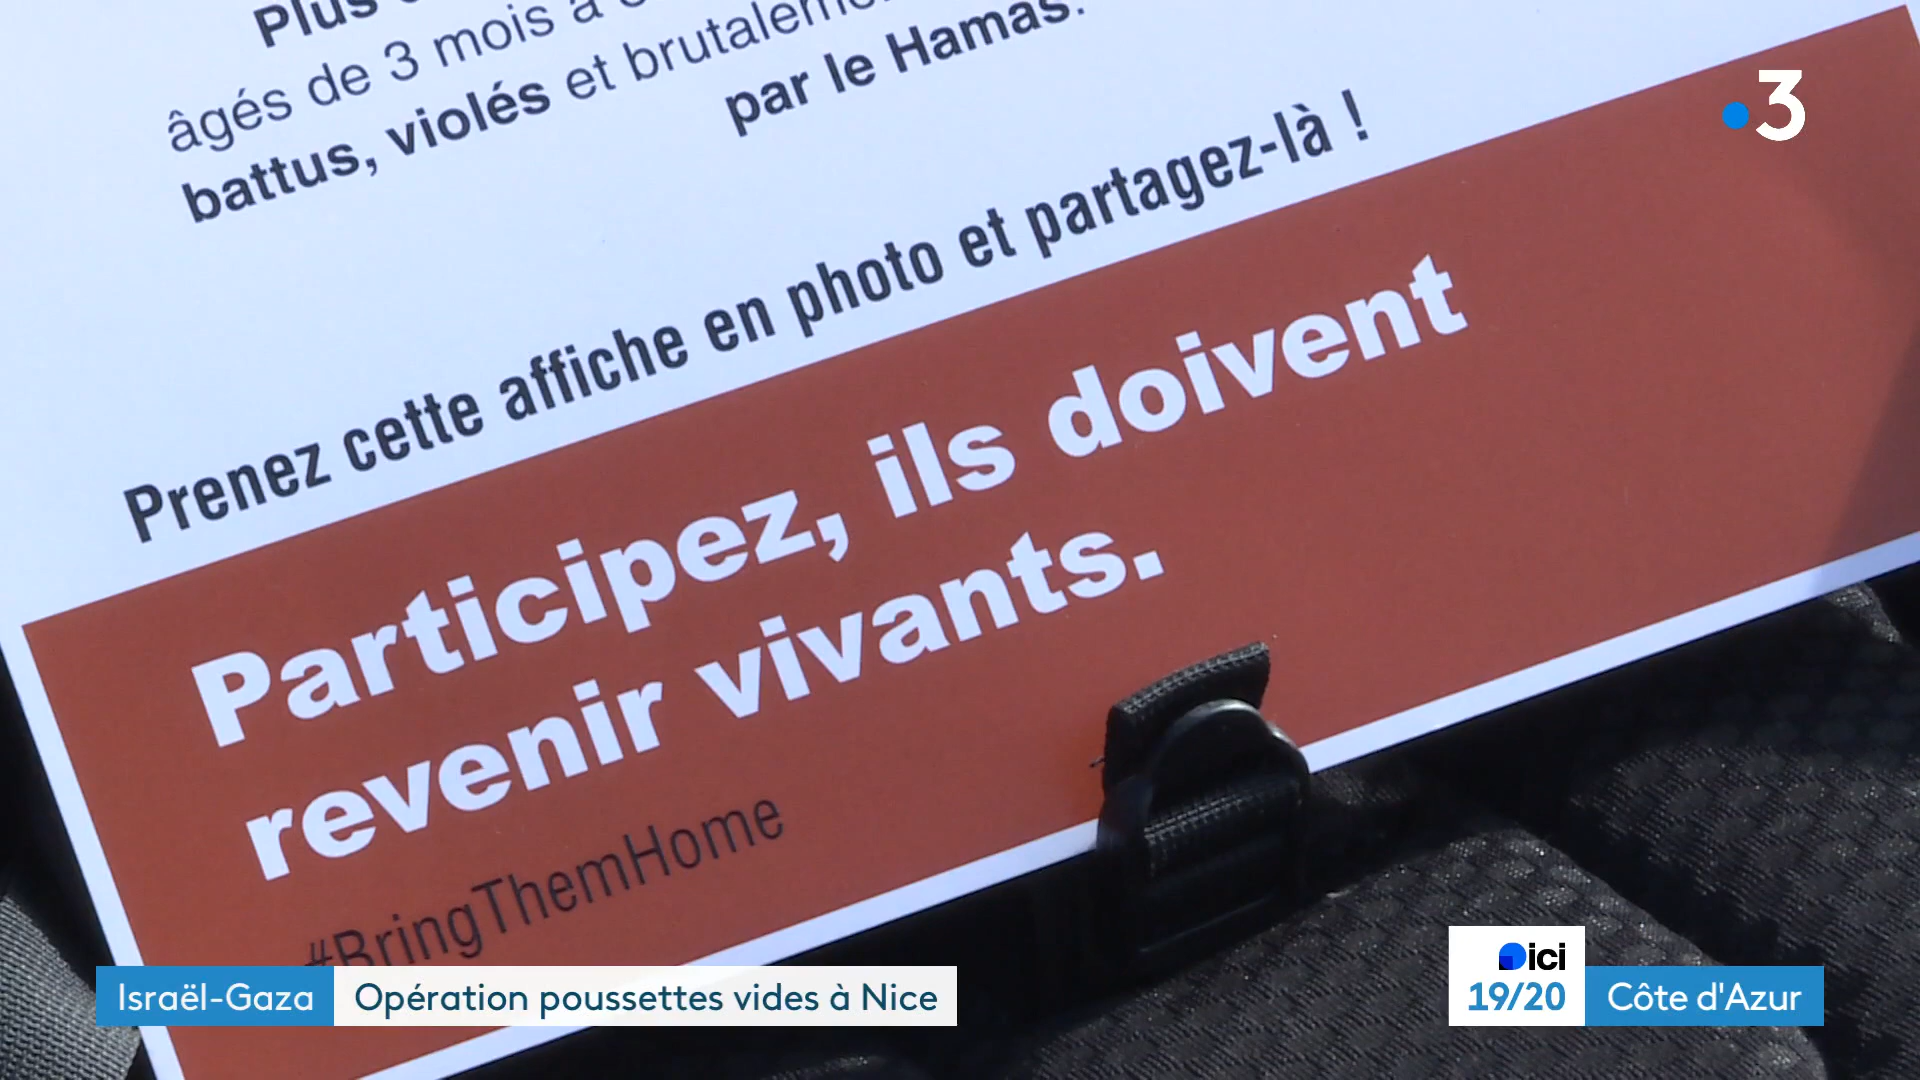 Plus
âgés de 3 mois à
battus, violés et brutalement
par le Hamas.
Prenez cette affiche en photo et partagez-là !
Participez, ils doivent
revenir vivants.
#BringThemHome
3
Israël-Gaza
Opération poussettes vides à Nice
ici
19/20
Côte d'Azur